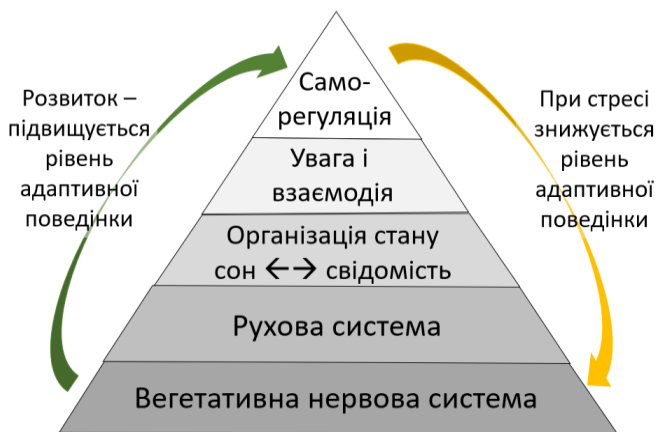 Розвиток –
підвищується
рівень
адаптивної
поведінки
Само-
регуляція
Увага і
взаємодія
Організація стану
сон ←→ свідомість
Рухова система
Вегетативна нервова система
При стресі
знижується
рівень
адаптивної
поведінки